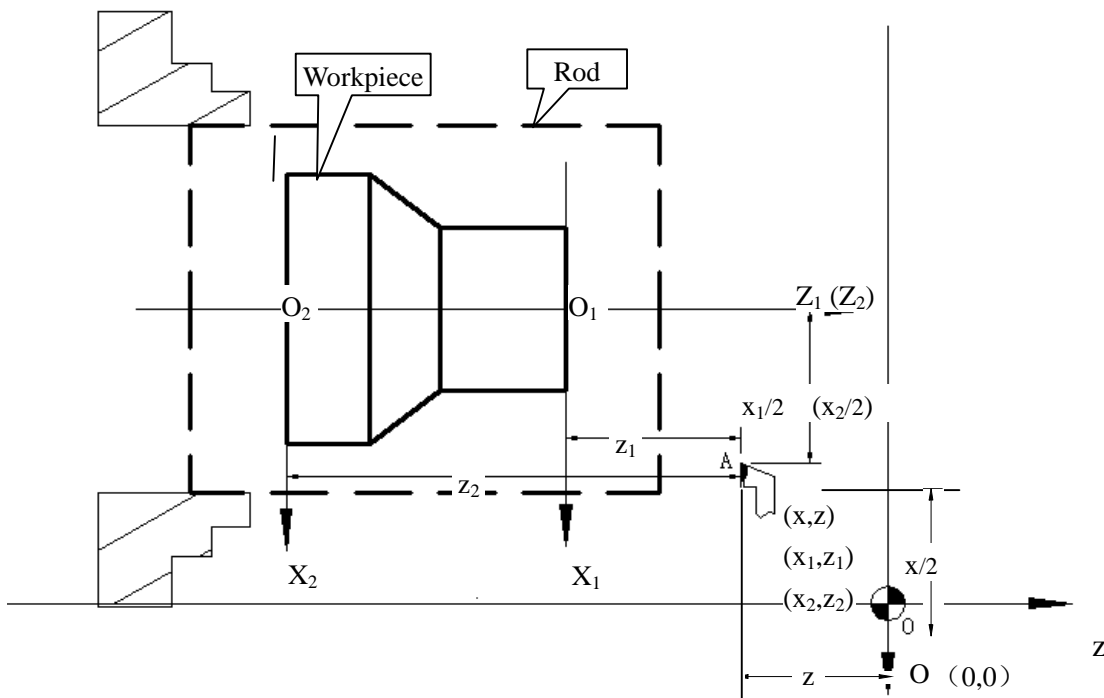 Workpiece
Rod
O₂
O₁
Z₁ (Z₂)
x₁/2
(x₂/2)
z₁
A
z₂
(x,z)
(x₁,z₁)
(x₂,z₂)
x/2
X₂
X₁
O
z
z
O （0,0）